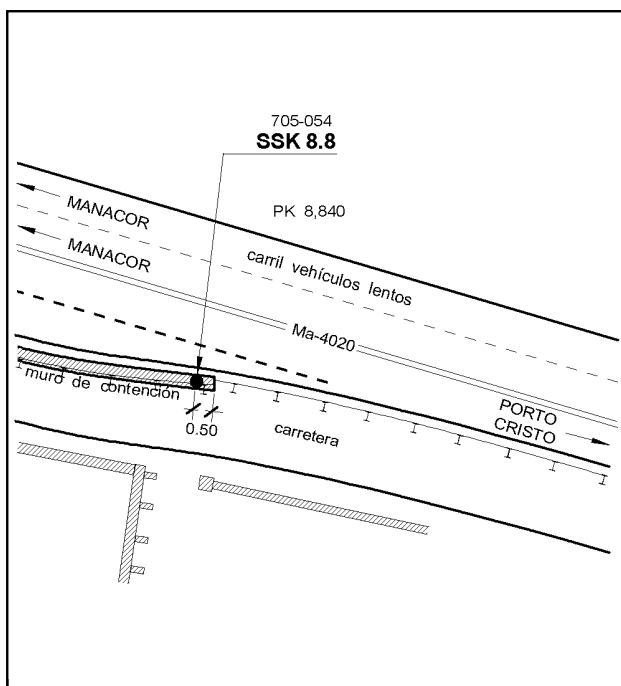 705-054
SSK 8.8
MANACOR
PK 8,840
MANACOR
carril vehículos lentos
Ma-4020
muro de contención
PORTO
CRISTO
0.50
carretera